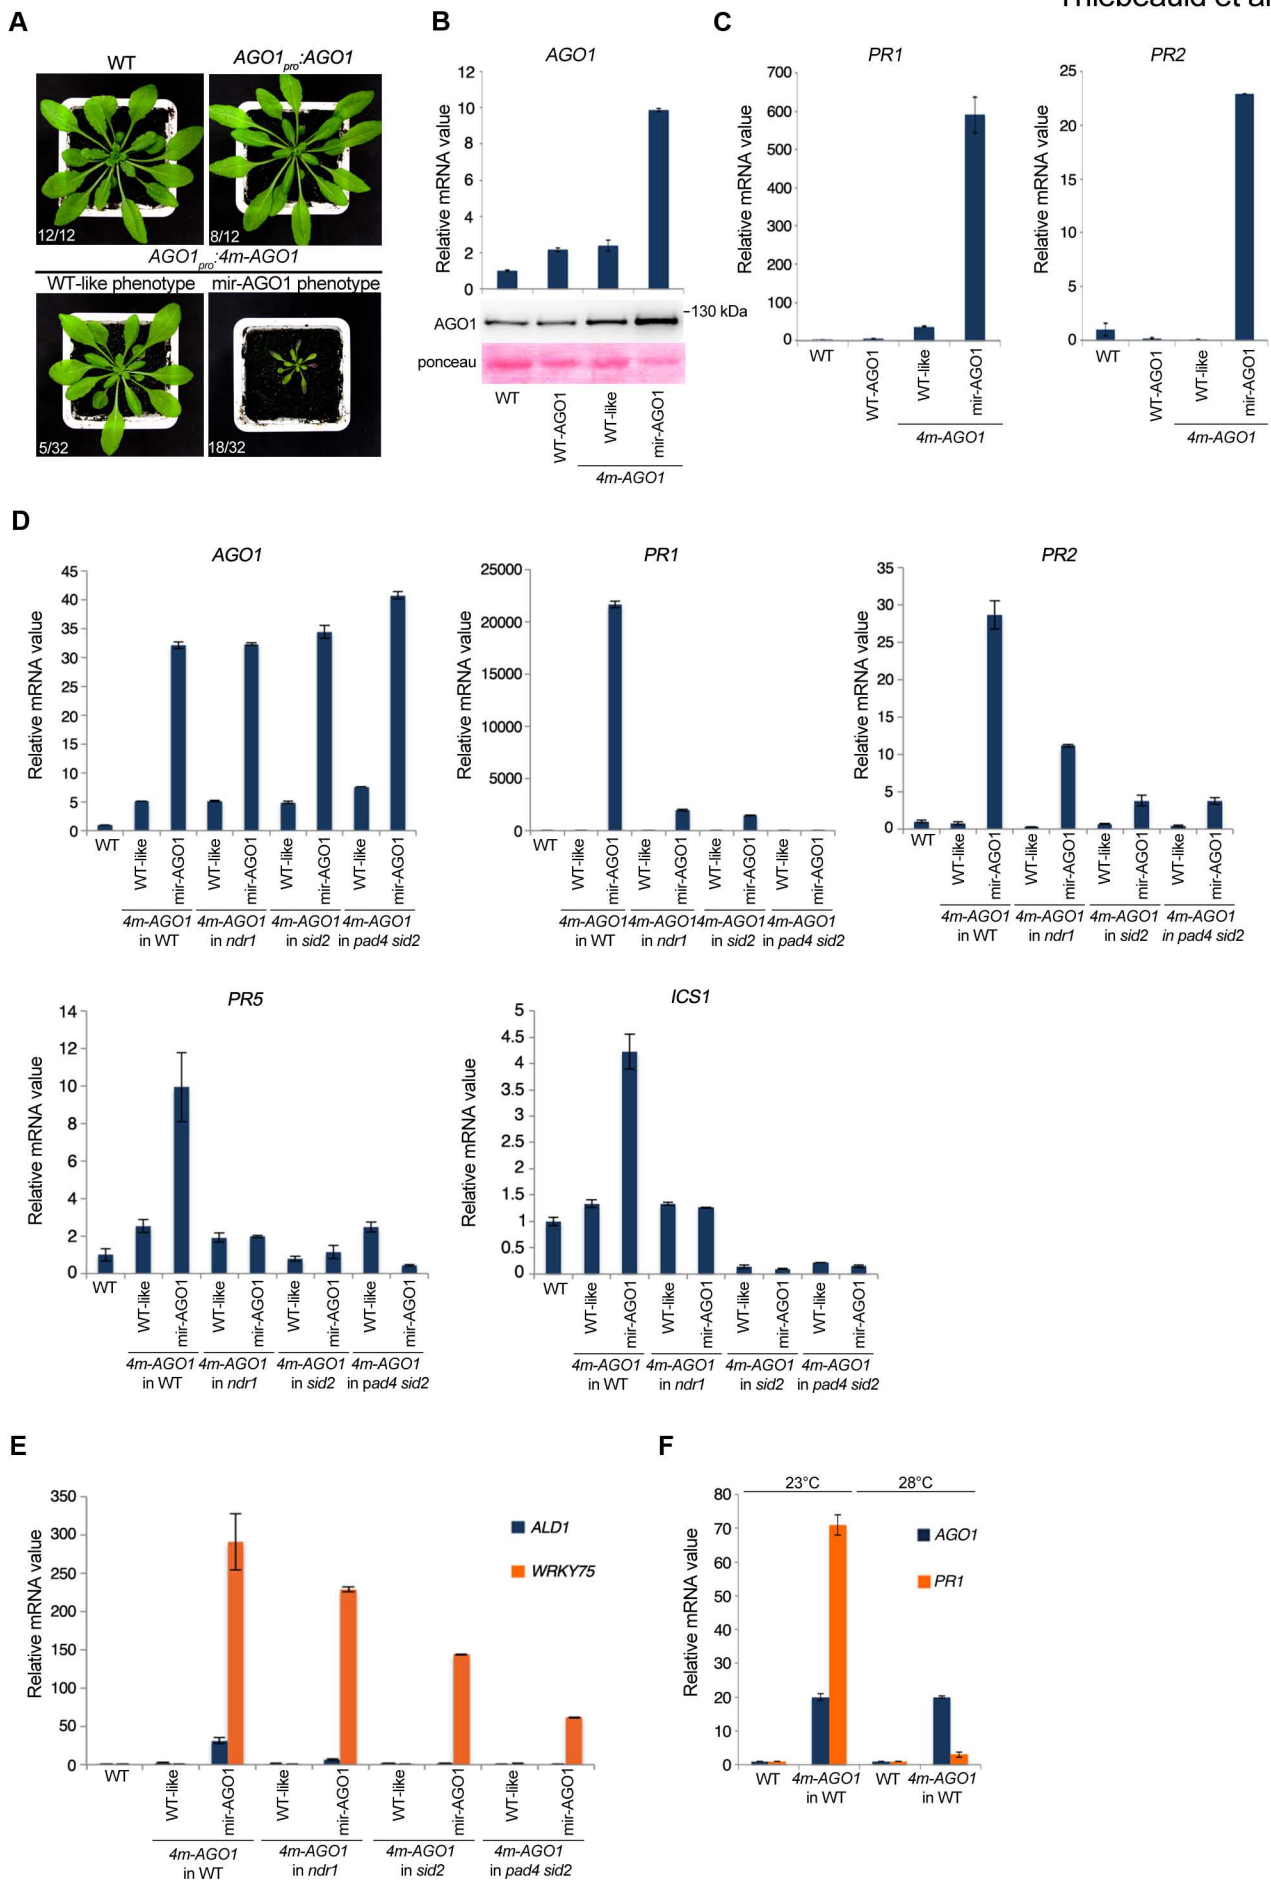 Thiebeauld et al
A
WT
AGO1pro:AGO1
12/12
8/12
AGO1pro:4m-AGO1
WT-like phenotype
mir-AGO1 phenotype
5/32
18/32
B
AGO1
Relative mRNA value
12
10
8
6
4
2
0
AGO1
-130 kDa
ponceau
WT
WT-AGO1
WT-like
mir-AGO1
4m-AGO1
C
PR1
Relative mRNA value
700
600
500
400
300
200
100
0
WT
WT-AGO1
WT-like
mir-AGO1
4m-AGO1
PR2
Relative mRNA value
25
20
15
10
5
0
WT
WT-AGO1
WT-like
mir-AGO1
4m-AGO1
D
AGO1
Relative mRNA value
45
40
35
30
25
20
15
10
5
0
WT
WT-like
mir-AGO1
WT-like
mir-AGO1
WT-like
mir-AGO1
WT-like
mir-AGO1
4m-AGO1 4m-AGO1 4m-AGO1 4m-AGO1
in WT in ndr1 in sid2 in pad4 sid2
PR1
Relative mRNA value
25000
20000
15000
10000
5000
0
WT
WT-like
mir-AGO1
WT-like
mir-AGO1
WT-like
mir-AGO1
WT-like
mir-AGO1
4m-AGO1 4m-AGO1 4m-AGO1 4m-AGO1
in WT in ndr1 in sid2 in pad4 sid2
PR2
Relative mRNA value
35
30
25
20
15
10
5
0
WT
WT-like
mir-AGO1
WT-like
mir-AGO1
WT-like
mir-AGO1
WT-like
mir-AGO1
4m-AGO1 4m-AGO1 4m-AGO1 4m-AGO1
in WT in ndr1 in sid2 in pad4 sid2
PR5
Relative mRNA value
14
12
10
8
6
4
2
0
WT
WT-like
mir-AGO1
WT-like
mir-AGO1
WT-like
mir-AGO1
WT-like
mir-AGO1
4m-AGO1 4m-AGO1 4m-AGO1 4m-AGO1
in WT in ndr1 in sid2 in pad4 sid2
ICS1
Relative mRNA value
5
4.5
4
3.5
3
2.5
2
1.5
1
0.5
0
WT
WT-like
mir-AGO1
WT-like
mir-AGO1
WT-like
mir-AGO1
WT-like
mir-AGO1
4m-AGO1 4m-AGO1 4m-AGO1 4m-AGO1
in WT in ndr1 in sid2 in pad4 sid2
E
Relative mRNA value
350
300
250
200
150
100
50
0
ALD1
WRKY75
WT
WT-like
mir-AGO1
WT-like
mir-AGO1
WT-like
mir-AGO1
WT-like
mir-AGO1
4m-AGO1 4m-AGO1 4m-AGO1 4m-AGO1
in WT in ndr1 in sid2 in pad4 sid2
F
23°C 28°C
Relative mRNA value
80
70
60
50
40
30
20
10
0
AGO1
PR1
WT 4m-AGO1 WT 4m-AGO1
in WT in WT